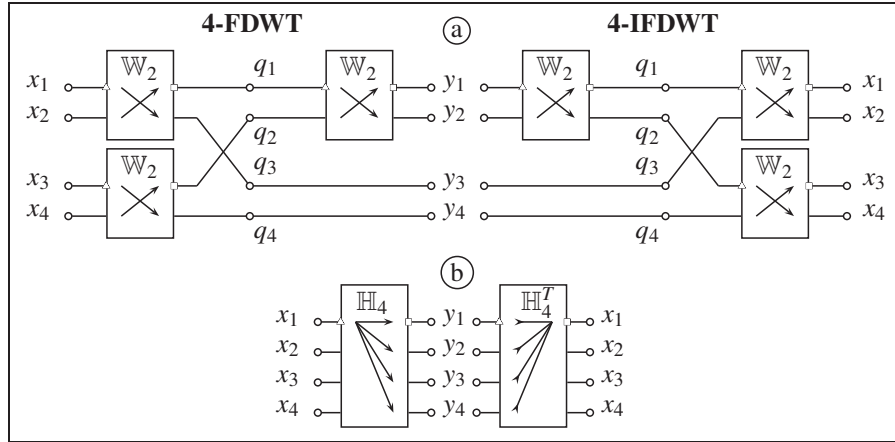 4-FDWT a 4-IFDWT
𝕎₂ q₁ 𝕎₂ 𝕎₂ q₁ 𝕎₂
x₁ y₁ x₁
x₂ q₂ y₂ q₂ x₂
𝕎₂ q₃ q₃ 𝕎₂
x₃ y₃ x₃
x₄ y₄ x₄
q₄ q₄
b
ℍ₄ ℍ₄ᵀ
x₁ y₁ x₁
x₂ y₂ x₂
x₃ y₃ x₃
x₄ y₄ x₄